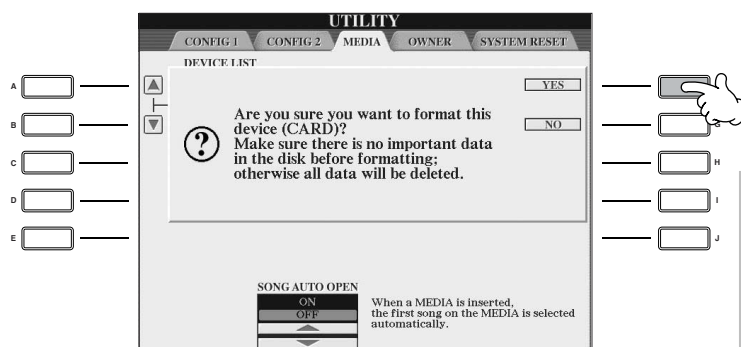 UTILITY
CONFIG 1 CONFIG 2 MEDIA OWNER SYSTEM RESET
DEVICE LIST
A
YES
Are you sure you want to format this
device (CARD)?
Make sure there is no important data
in the disk before formatting;
otherwise all data will be deleted.
B
NO
G
C
H
D
I
E
J
SONG AUTO OPEN
ON
OFF
When a MEDIA is inserted,
the first song on the MEDIA is selected
automatically.